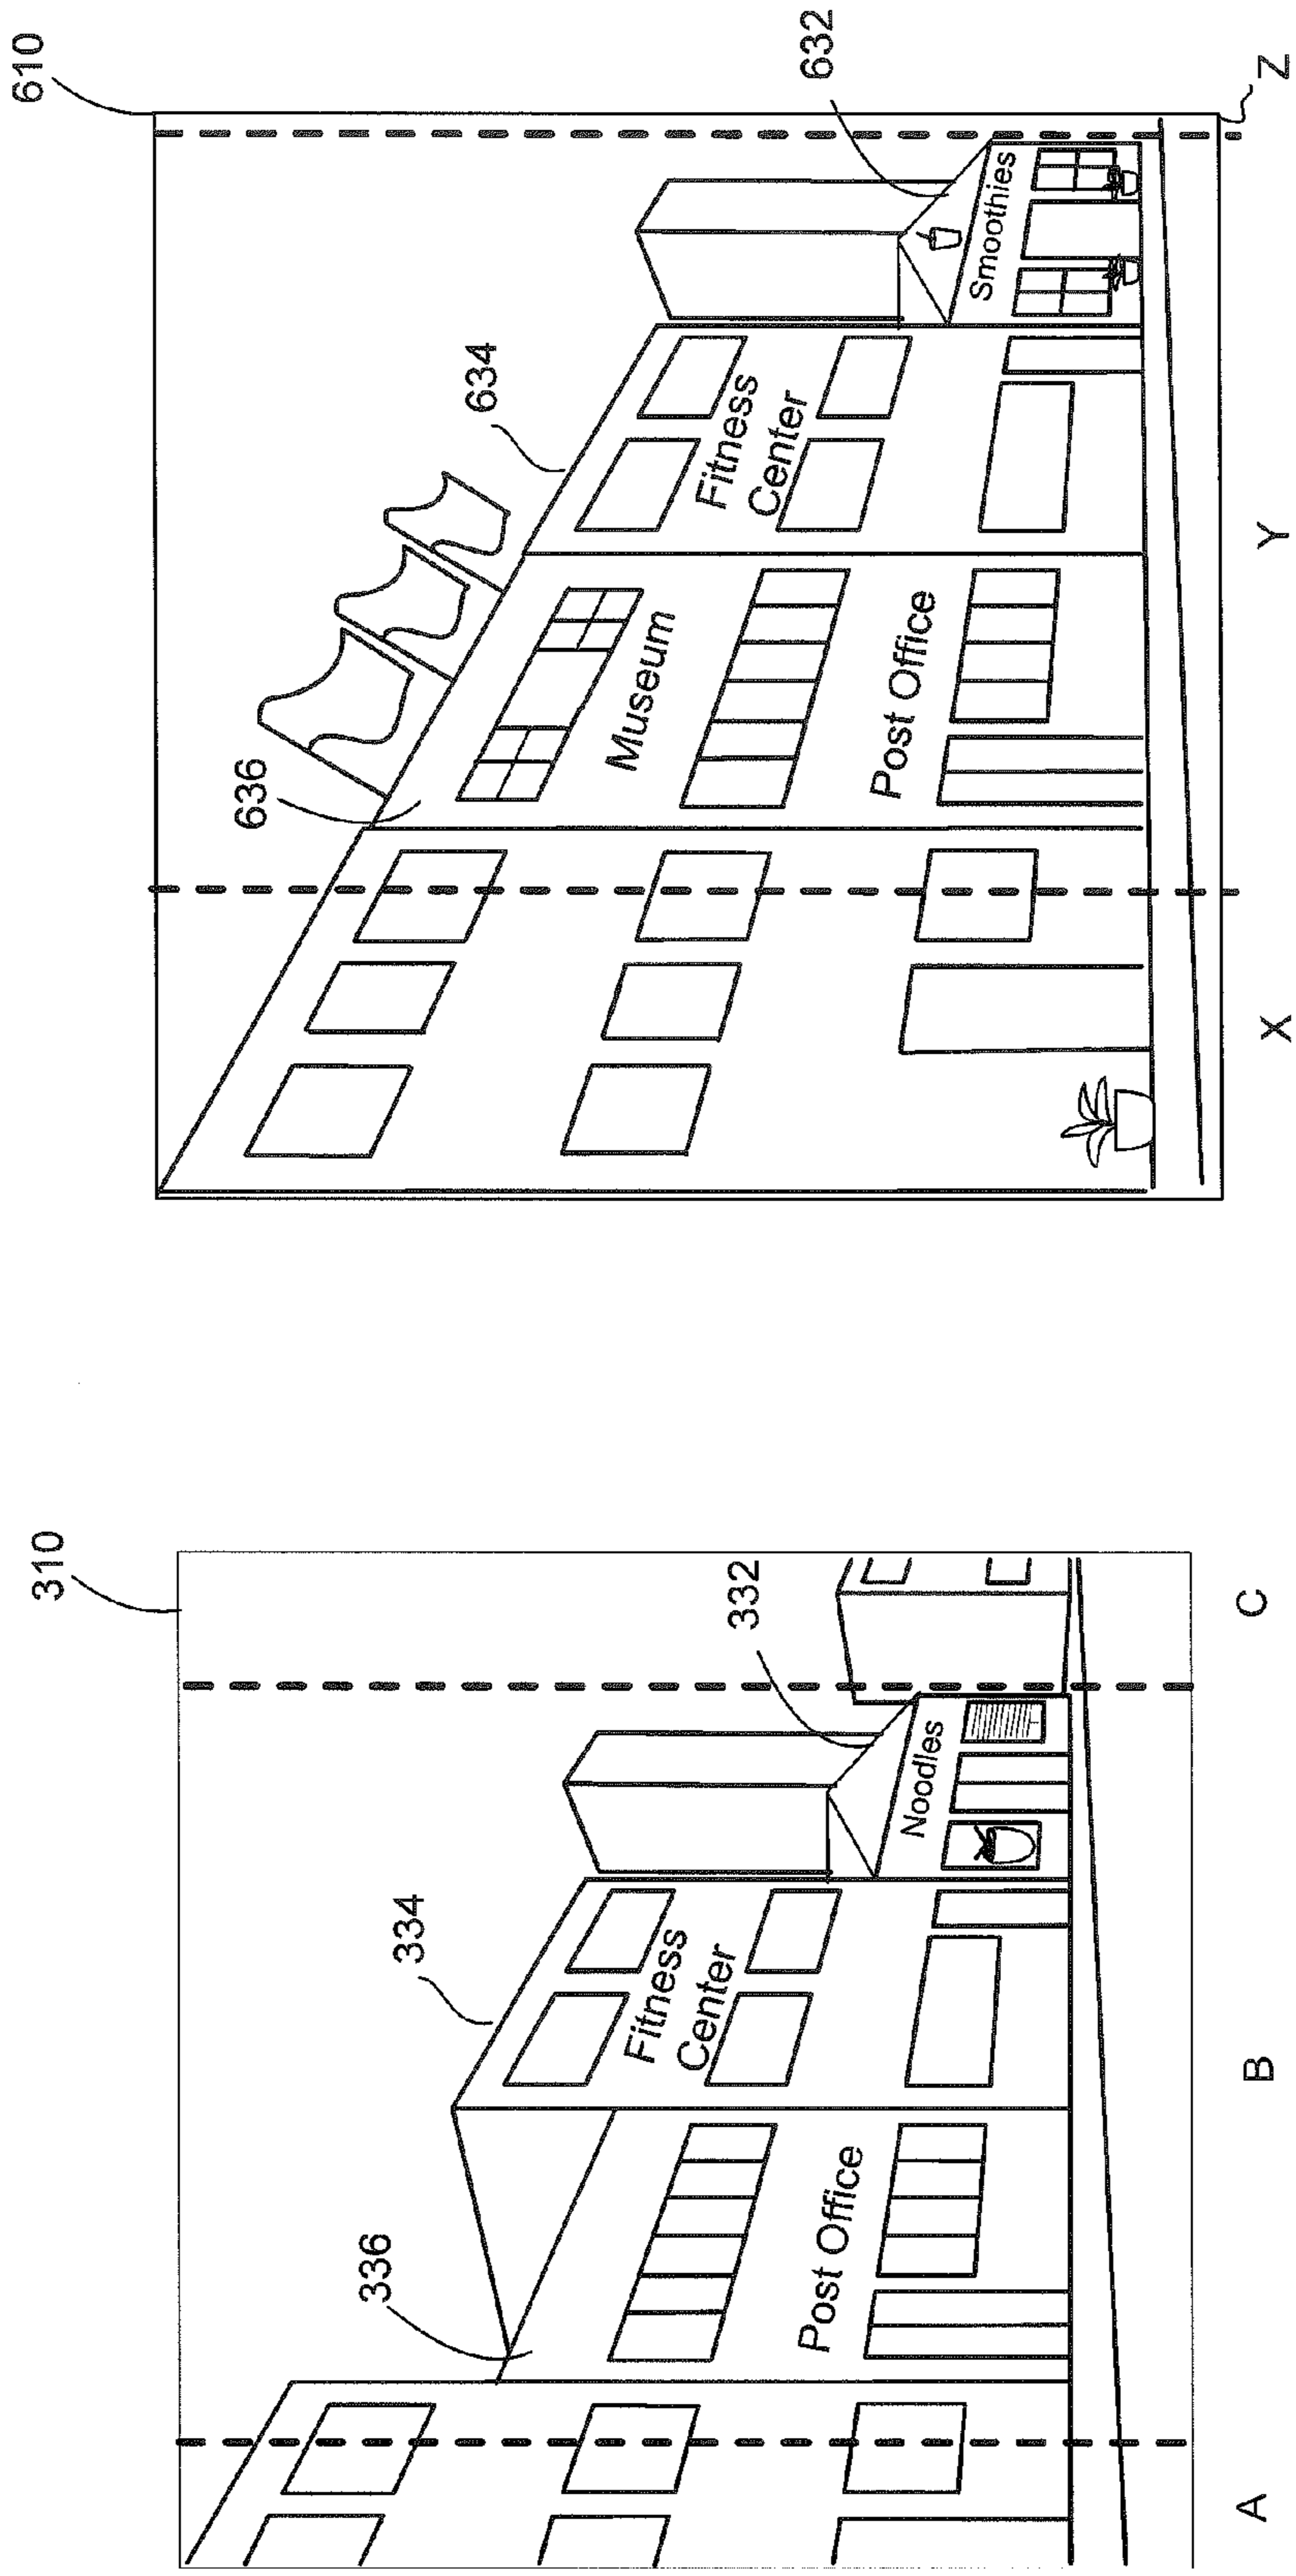 310
332
334
336
Noodles
Fitness
Center
Post Office
A
B
C
610
632
634
636
Smoothies
Fitness
Center
Museum
Post Office
X
Y
Z